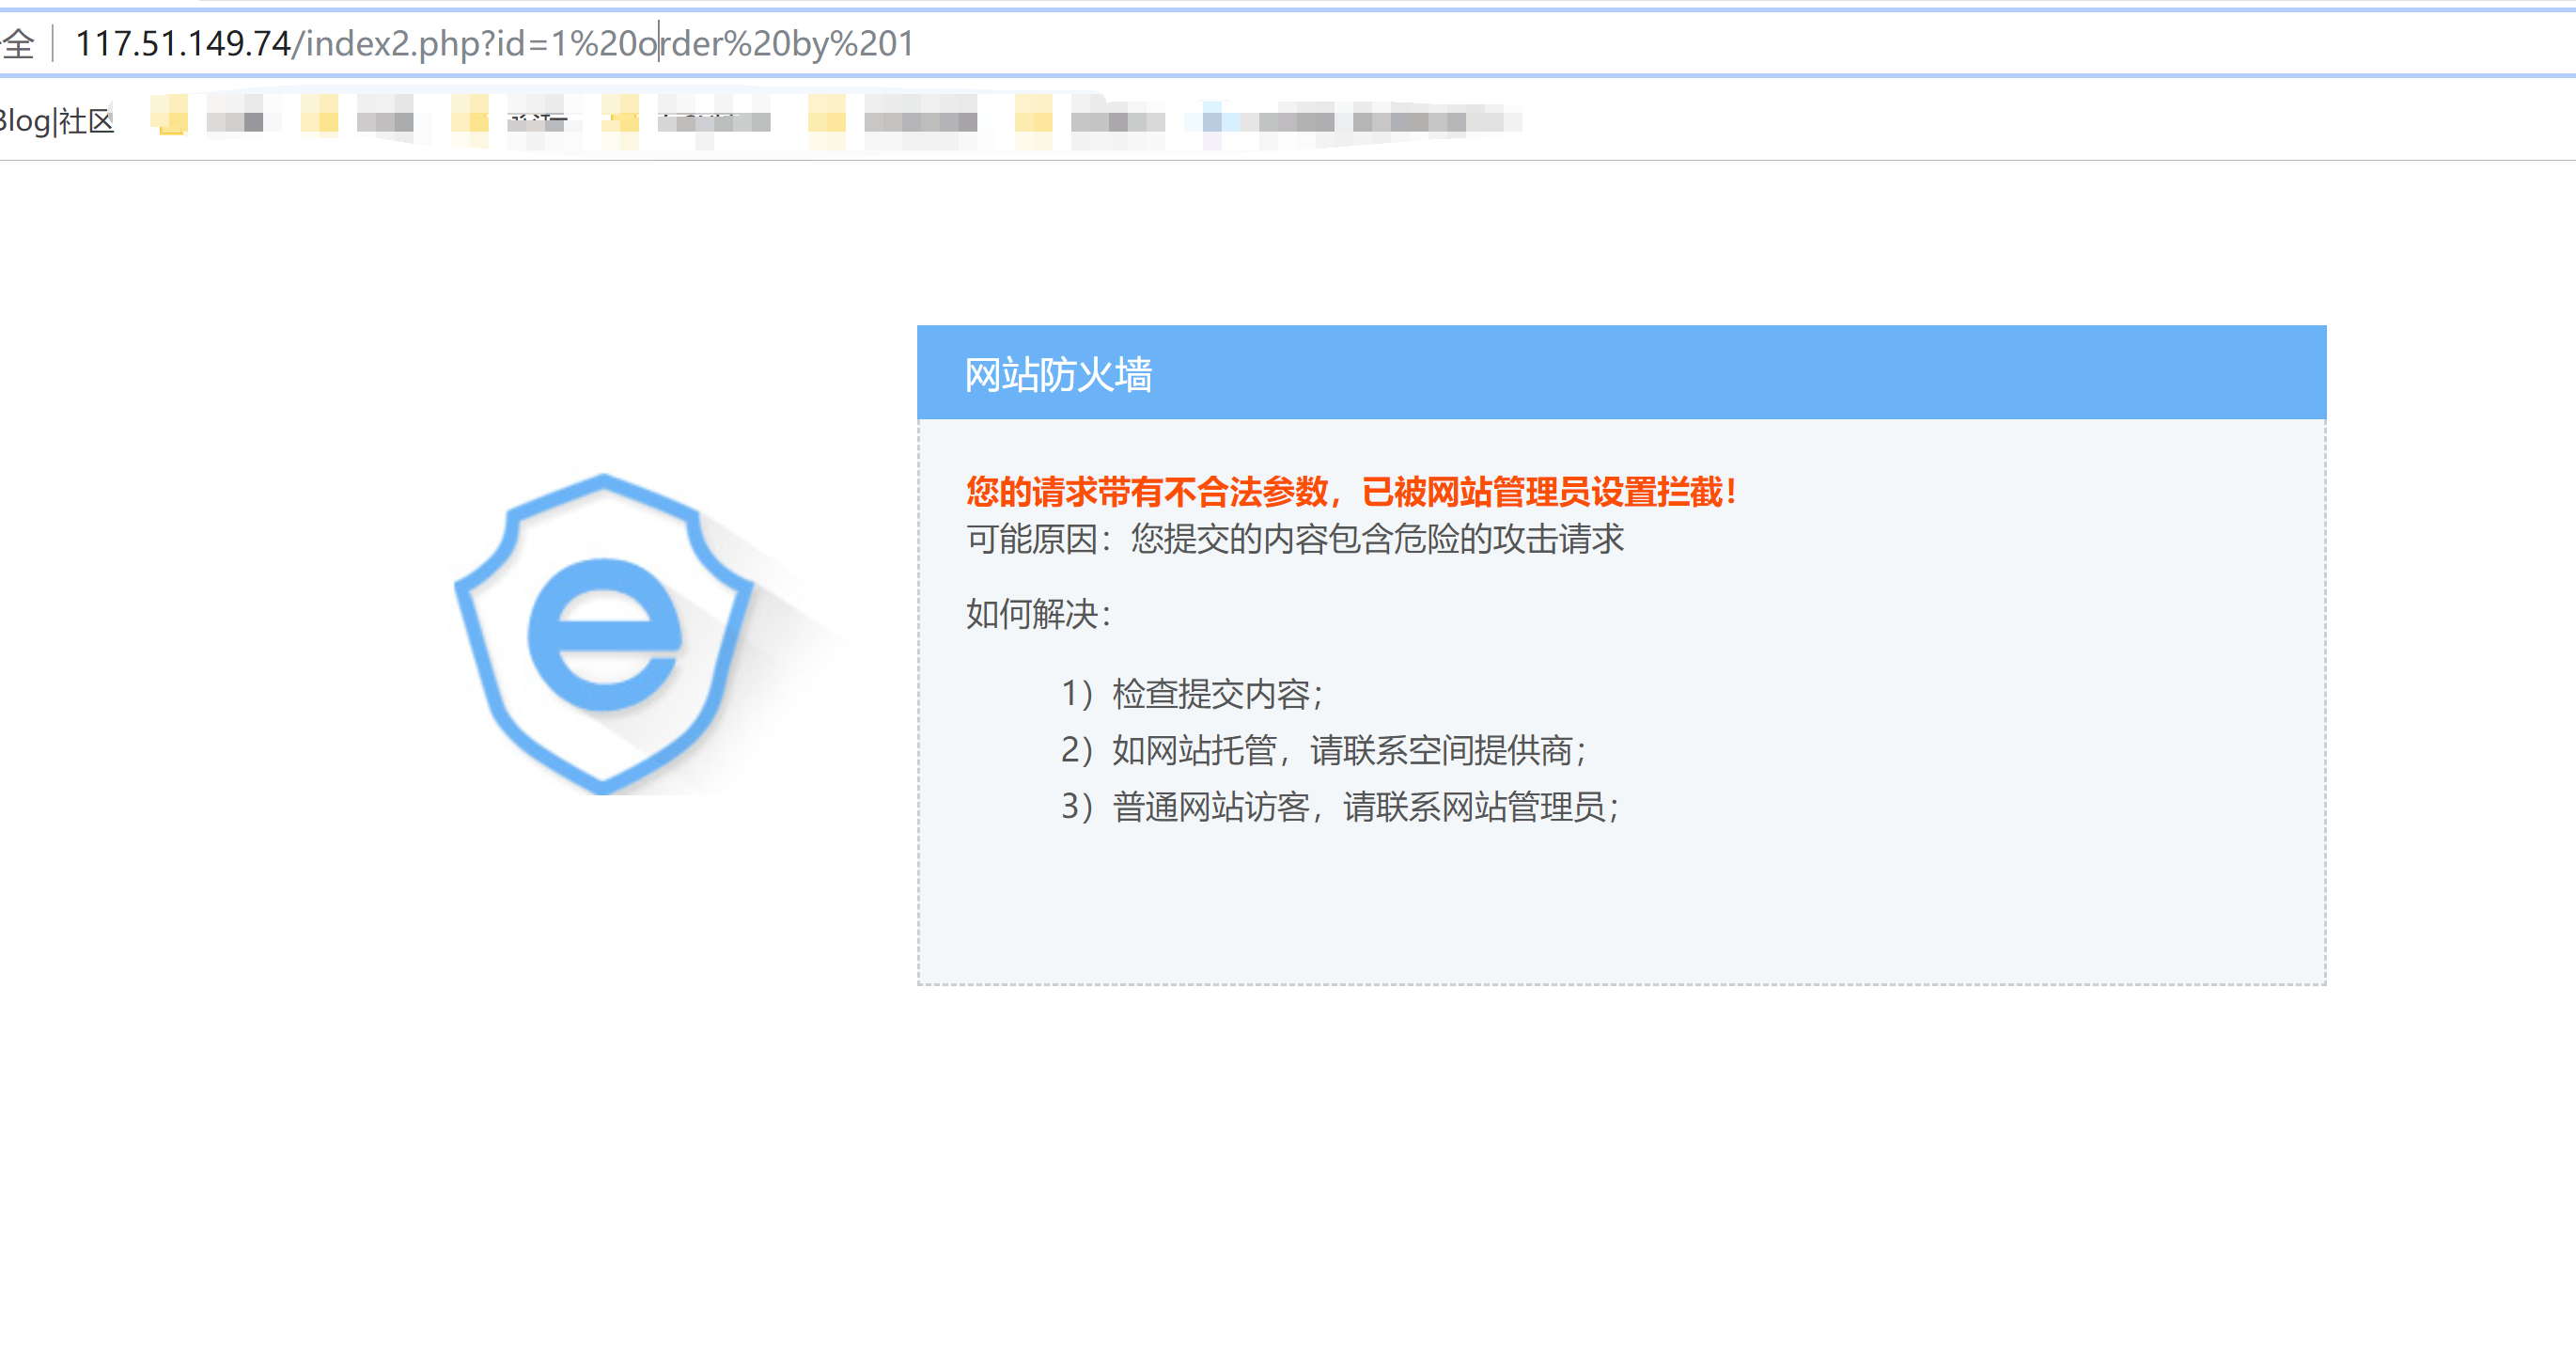 全 | 117.51.149.74/index2.php?id=1%20order%20by%201
Blog|社区
网站防火墙
您的请求带有不合法参数，已被网站管理员设置拦截！
可能原因：您提交的内容包含危险的攻击请求
如何解决：
1）检查提交内容；
2）如网站托管，请联系空间提供商；
3）普通网站访客，请联系网站管理员；